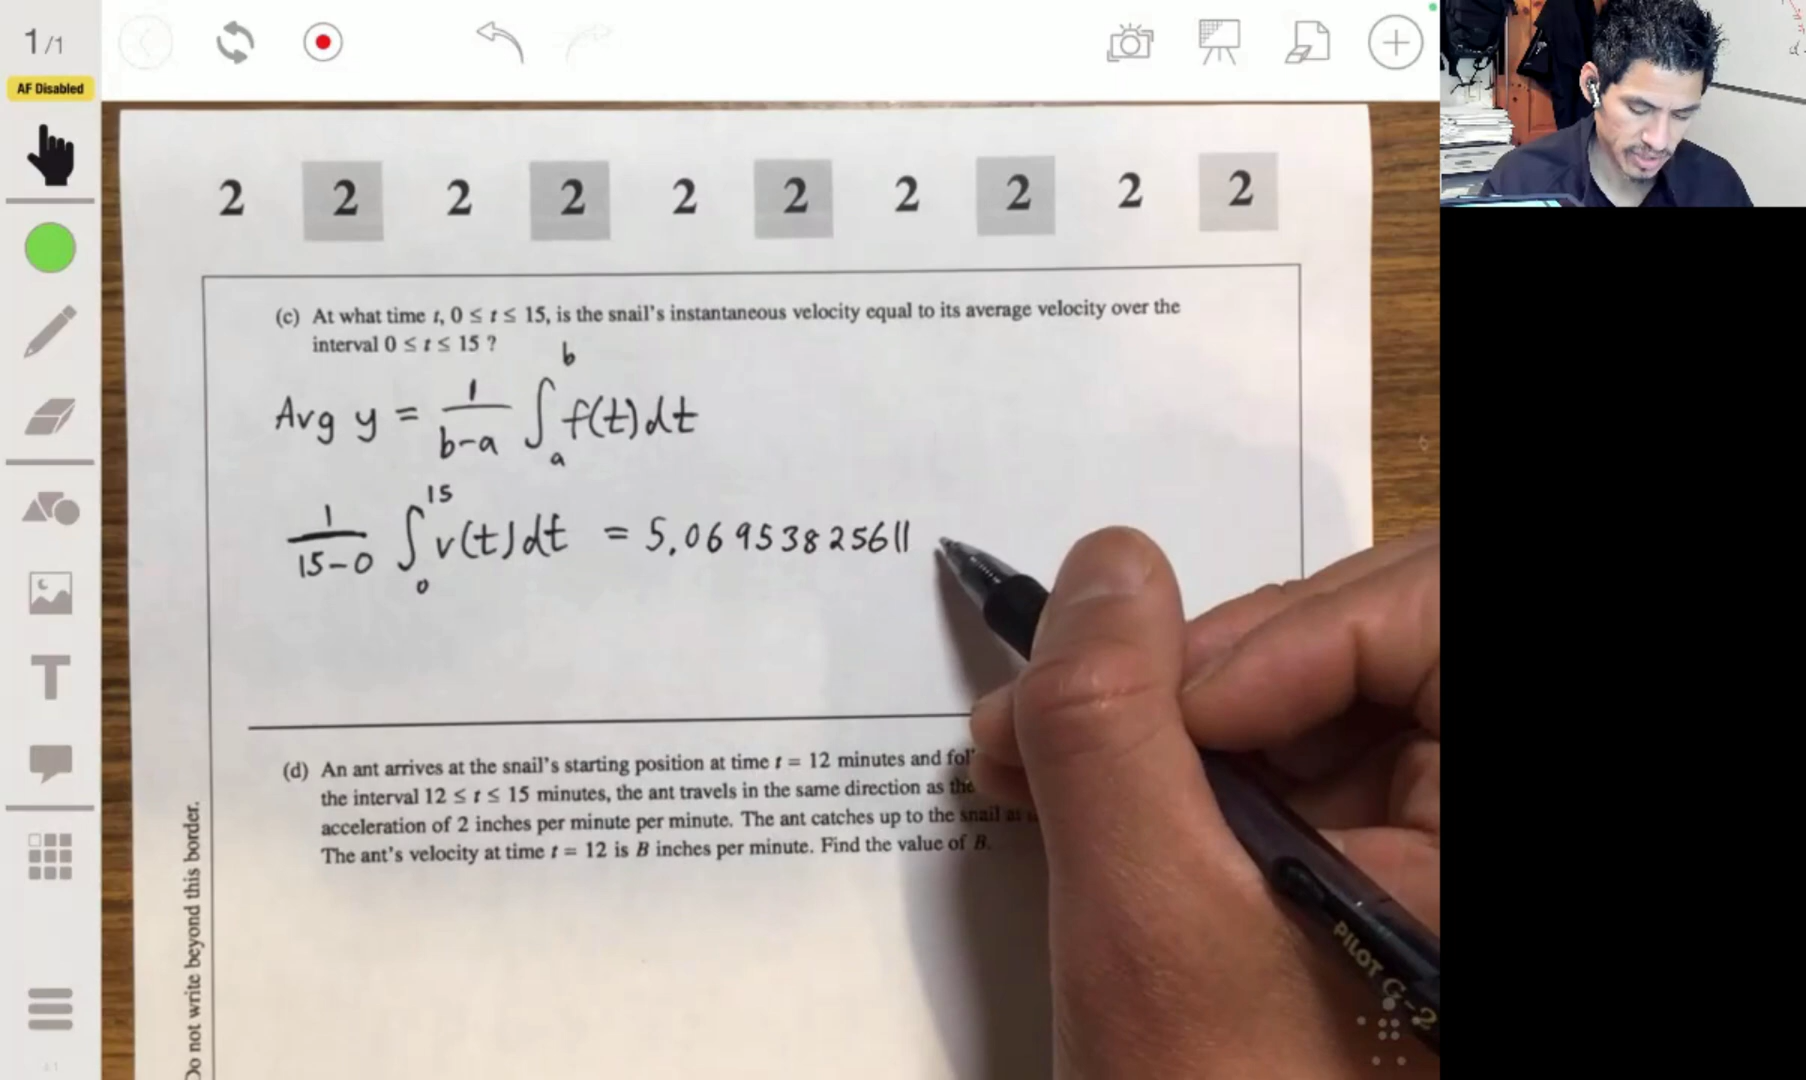 1/1
AF Disabled
2 2 2 2 2 2 2 2 2 2
(c) At what time t, 0 ≤ t ≤ 15, is the snail's instantaneous velocity equal to its average velocity over the
interval 0 ≤ t ≤ 15 ?
Avg y = 1/(b-a) ∫_a^b f(t)dt
1/(15-0) ∫_0^15 v(t)dt = 5.06953825611
(d) An ant arrives at the snail's starting position at time t = 12 minutes and
the interval 12 ≤ t ≤ 15 minutes, the ant travels in the same direction as the
acceleration of 2 inches per minute per minute. The ant catches up to the snail at
The ant's velocity at time t = 12 is B inches per minute. Find the value of B.
Do not write beyond this border.
T
PILOT G-2